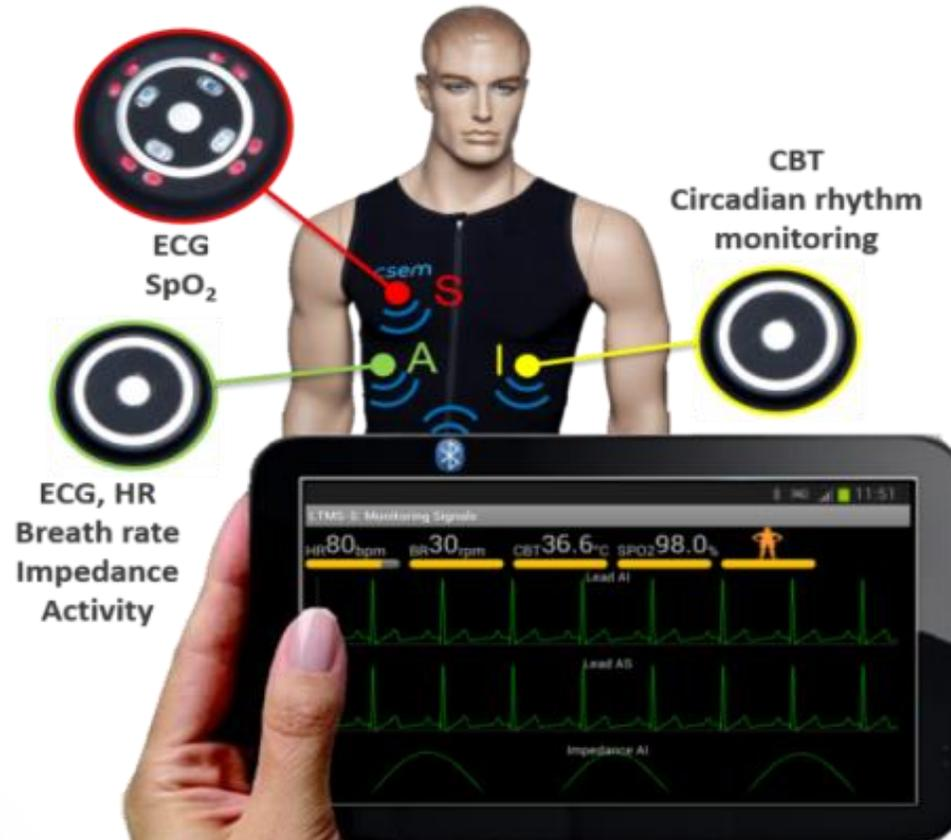 ECG
SpO₂
CBT
Circadian rhythm
monitoring
csem
S
A
I
ECG, HR
Breath rate
Impedance
Activity
11:51
LTMS-S: Monitoring Signals
HR80bpm BR30rpm CBT36.6°C SPO298.0%
Lead AI
Lead AS
Impedance AI